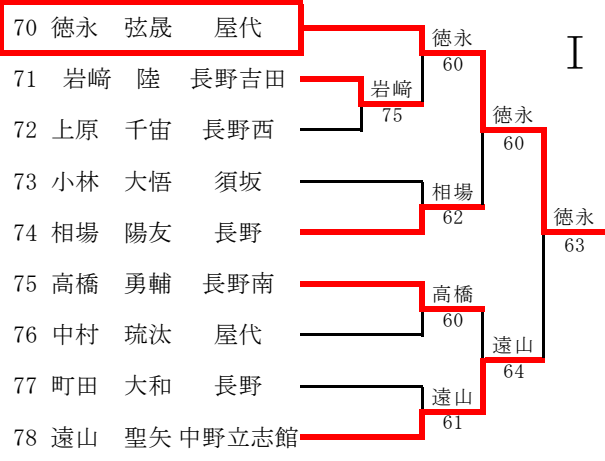 70 徳永 弦晟 屋代
徳永
60
I
71 岩﨑 陸 長野吉田
岩﨑
75
72 上原 千宙 長野西
徳永
60
73 小林 大悟 須坂
相場
62
74 相場 陽友 長野
徳永
63
75 高橋 勇輔 長野南
高橋
60
76 中村 琉汰 屋代
遠山
64
77 町田 大和 長野
遠山
61
78 遠山 聖矢 中野立志館